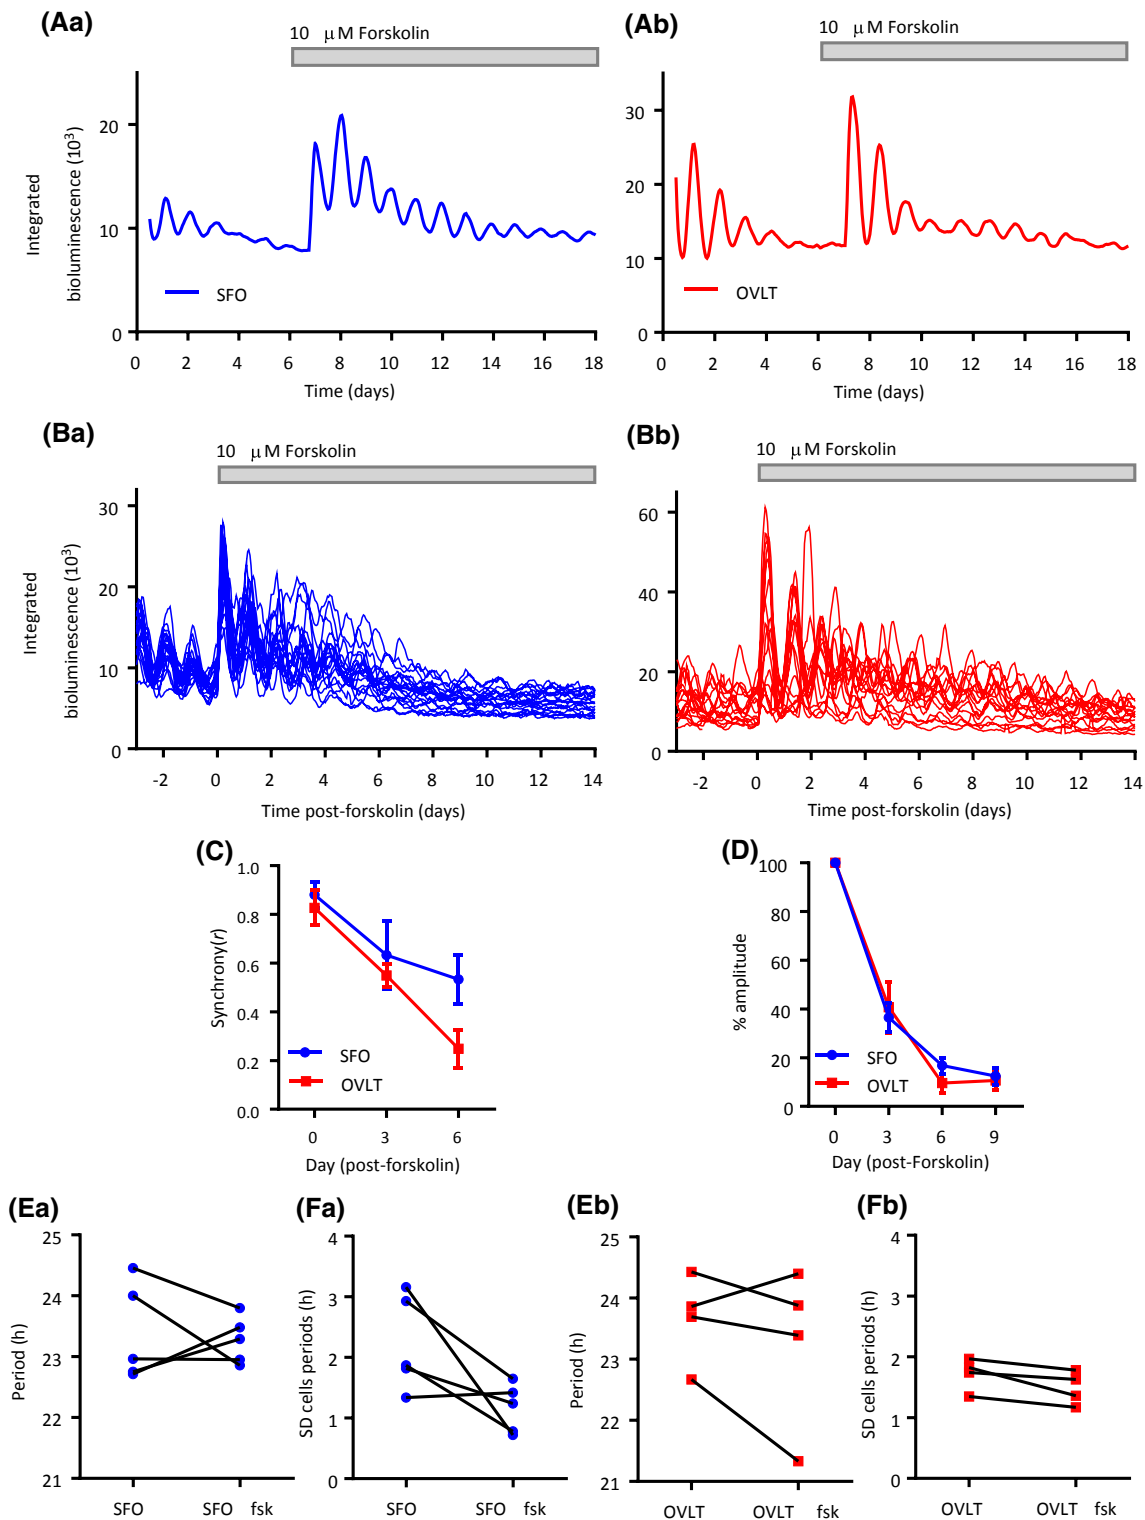 (Aa)
10 μM Forskolin
Integrated
bioluminescence (10³)
20
10
0
SFO
0 2 4 6 8 10 12 14 16 18
Time (days)
(Ab)
10 μM Forskolin
30
20
10
0
OVLT
0 2 4 6 8 10 12 14 16 18
Time (days)
(Ba)
10 μM Forskolin
Integrated
bioluminescence (10³)
30
20
10
0
-2 0 2 4 6 8 10 12 14
Time post-forskolin (days)
(Bb)
10 μM Forskolin
60
40
20
0
-2 0 2 4 6 8 10 12 14
Time post-forskolin (days)
(C)
Synchrony(r)
1.0
0.8
0.6
0.4
0.2
0.0
SFO
OVLT
0 3 6
Day (post-forskolin)
(D)
% amplitude
100
80
60
40
20
0
SFO
OVLT
0 3 6 9
Day (post-Forskolin)
(Ea)
Period (h)
25
24
23
22
21
SFO SFO fsk
(Fa)
SD cells periods (h)
4
3
2
1
0
SFO SFO fsk
(Eb)
Period (h)
25
24
23
22
21
OVLT OVLT fsk
(Fb)
SD cells periods (h)
4
3
2
1
0
OVLT OVLT fsk